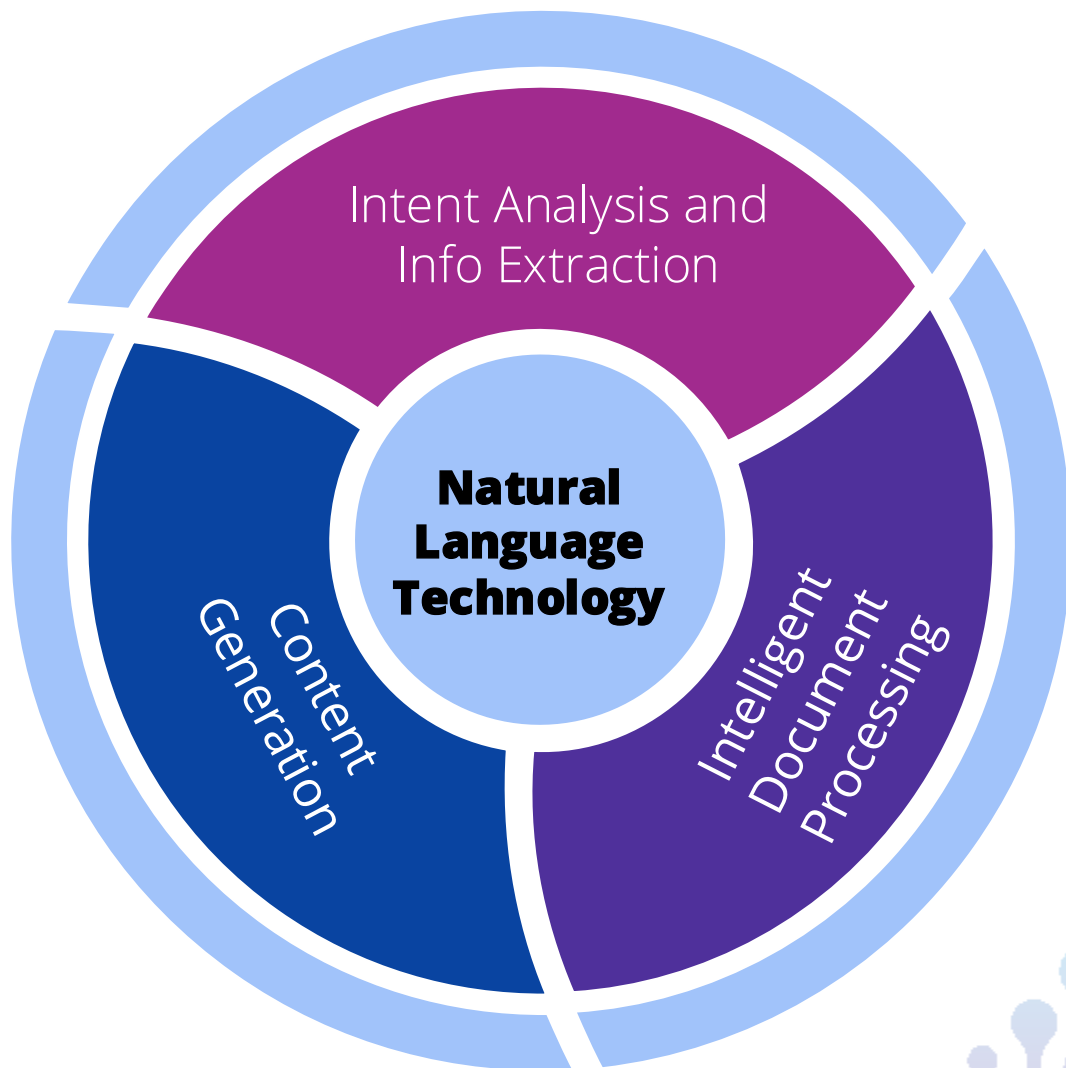 Intent Analysis and
Info Extraction
Natural
Language
Technology
Content
Generation
Intelligent
Document
Processing